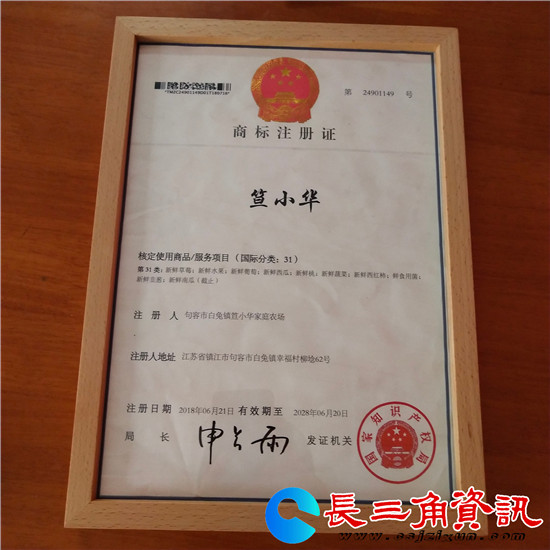 第 24901149 号
商标注册证
笪小华
核定使用商品/服务项目（国际分类：31）
第31类：新鲜草莓；新鲜水果；新鲜葡萄；新鲜西瓜；新鲜桃；新鲜蔬菜；新鲜西红柿；鲜食用菌；
新鲜南瓜（截止）
注 册 人 句容市白兔镇笪小华家庭农场
注册人地址 江苏省镇江市句容市白兔镇幸福村柳埝62号
注册日期 2018年06月21日 有效期至 2028年06月20日
局 长 申长雨 发证机关
国家知识产权局
長三角資訊
www.csjzixun.com